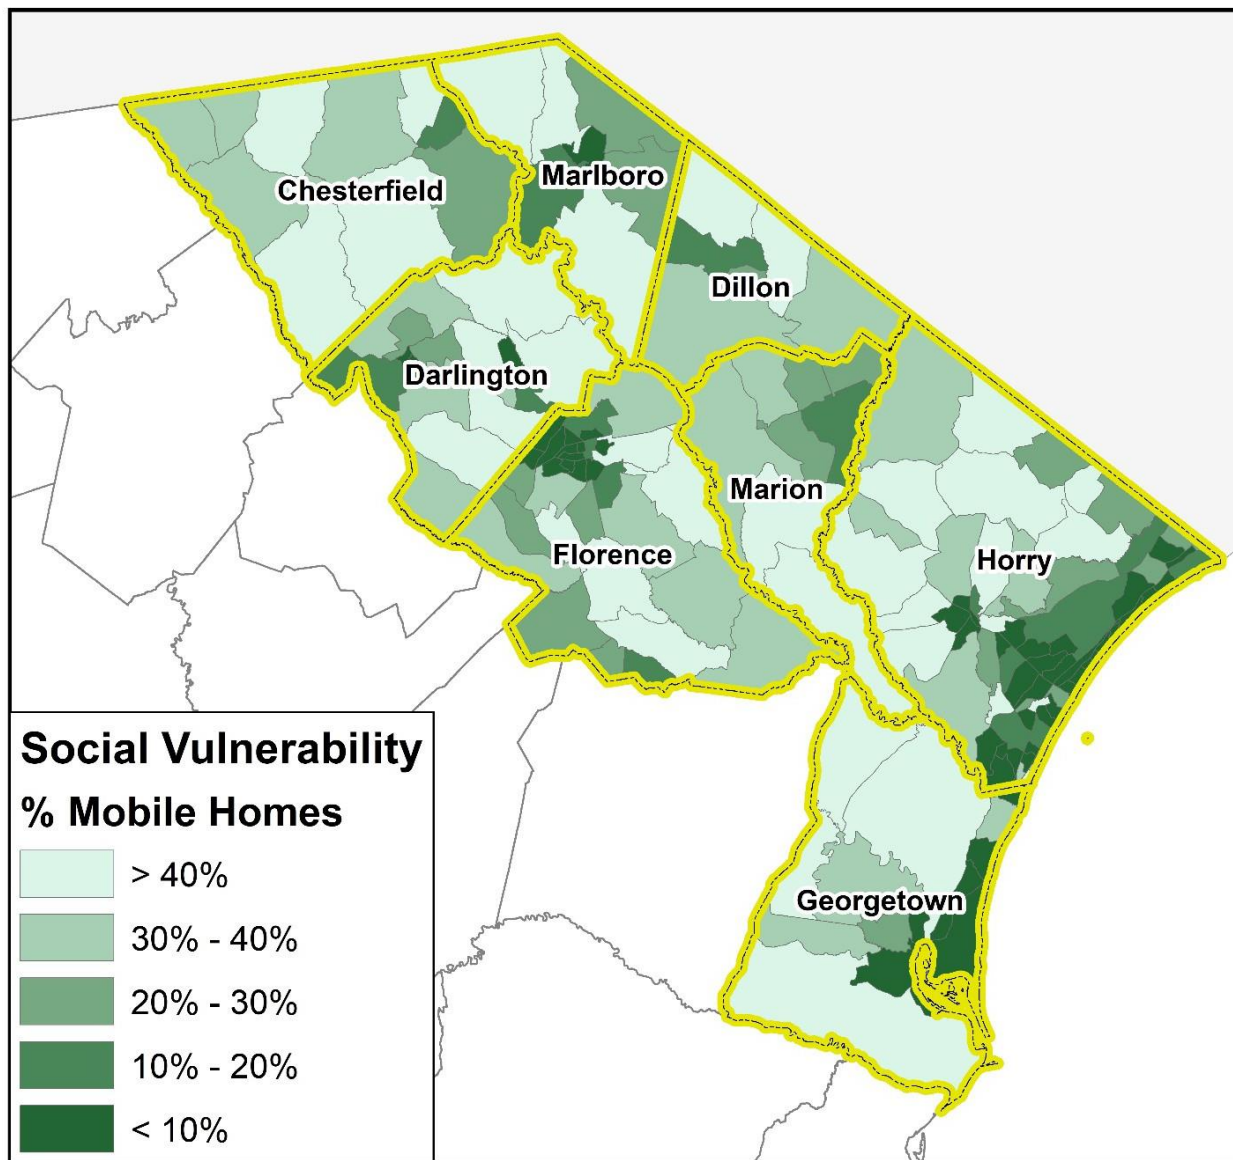 Chesterfield
Marlboro
Dillon
Darlington
Marion
Florence
Horry
Georgetown
Social Vulnerability
% Mobile Homes
> 40%
30% - 40%
20% - 30%
10% - 20%
< 10%